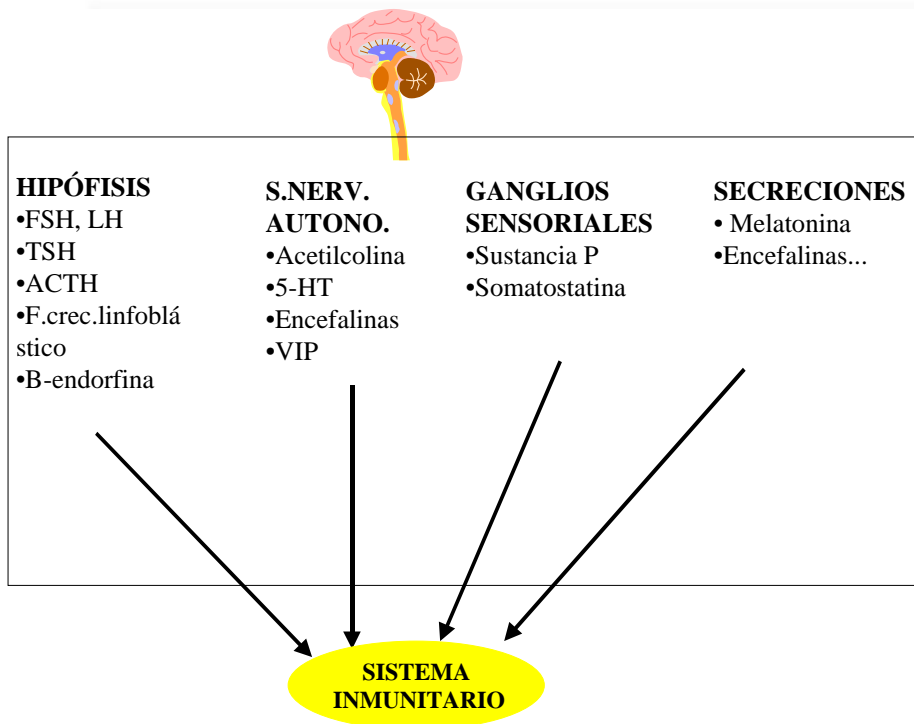 HIPÓFISIS
•FSH, LH
•TSH
•ACTH
•F.crec.linfoblá
stico
•B-endorfina
S.NERV.
AUTONO.
•Acetilcolina
•5-HT
•Encefalinas
•VIP
GANGLIOS
SENSORIALES
•Sustancia P
•Somatostatina
SECRECIONES
• Melatonina
•Encefalinas...
SISTEMA
INMUNITARIO